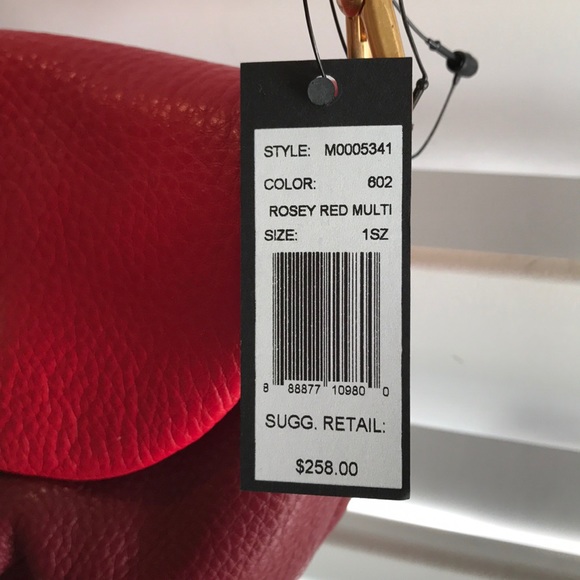 STYLE: M0005341
COLOR: 602
ROSEY RED MULTI
SIZE: 1SZ
8 88877 10980 0
SUGG. RETAIL:
$258.00